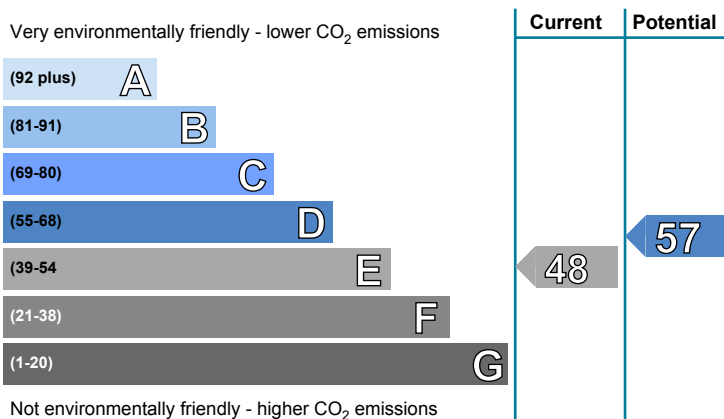 Current Potential
Very environmentally friendly - lower CO2 emissions
(92 plus) A
(81-91) B
(69-80) C
(55-68) D
57
(39-54 E
48
(21-38) F
(1-20) G
Not environmentally friendly - higher CO2 emissions